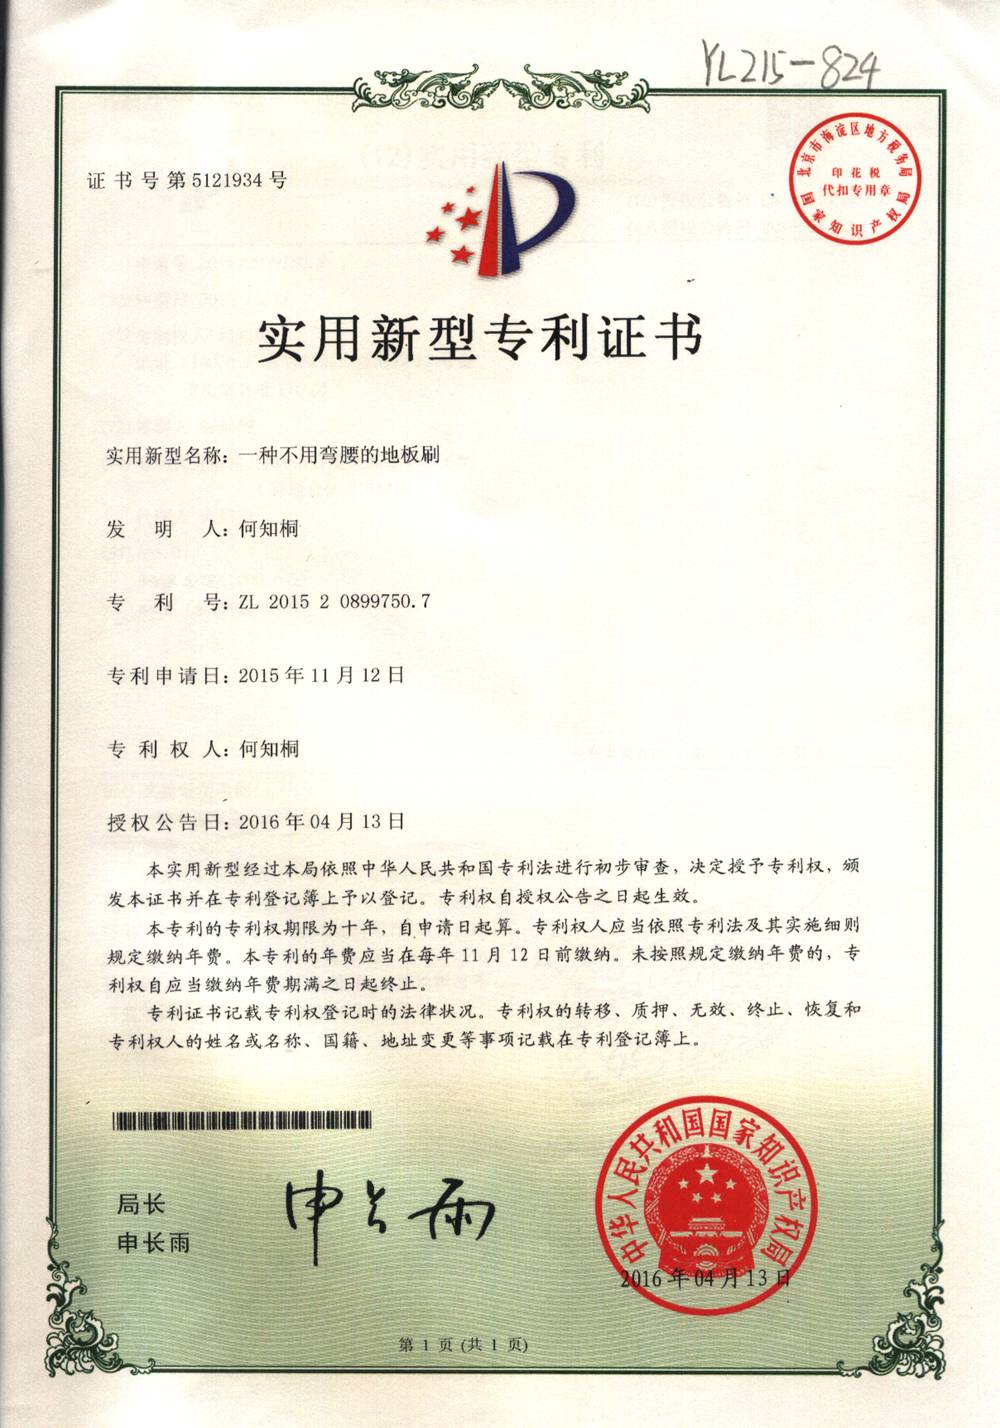 YL215-824
证书号第5121934号
北京市海淀区地方税务局
印花税
代扣专用章
国家知识产权局
实用新型专利证书
实用新型名称：一种不用弯腰的地板刷
发明人：何知桐
专利号：ZL 2015 2 0899750.7
专利申请日：2015年11月12日
专利权人：何知桐
授权公告日：2016年04月13日
本实用新型经过本局依照中华人民共和国专利法进行初步审查，决定授予专利权，颁
发本证书并在专利登记簿上予以登记。专利权自授权公告之日起生效。
本专利的专利权期限为十年，自申请日起算。专利权人应当依照专利法及其实施细则
规定缴纳年费。本专利的年费应当在每年11月12日前缴纳。未按照规定缴纳年费的，专
利权自应当缴纳年费期满之日起终止。
专利证书记载专利权登记时的法律状况。专利权的转移、质押、无效、终止、恢复和
专利权人的姓名或名称、国籍、地址变更等事项记载在专利登记簿上。
局长
申长雨
申长雨
中华人民共和国国家知识产权局
2016年04月13日
第1页(共1页)